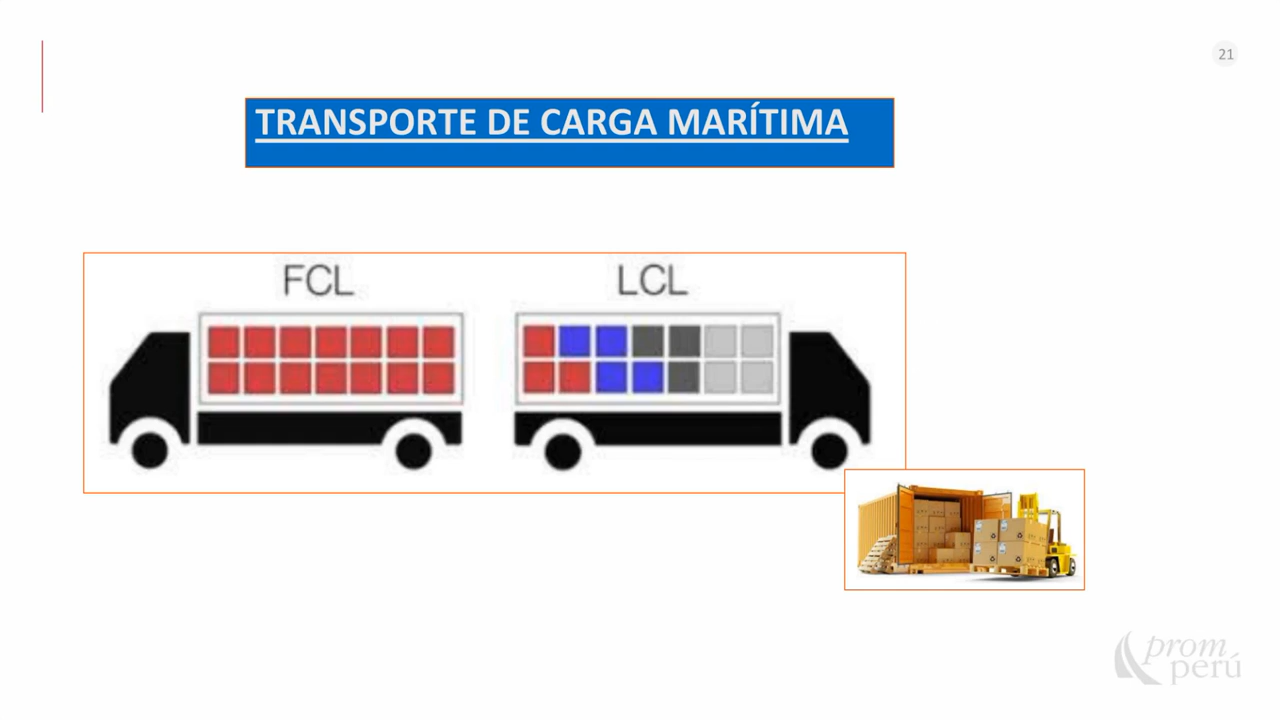 21
TRANSPORTE DE CARGA MARÍTIMA
FCL
LCL
prom
perú